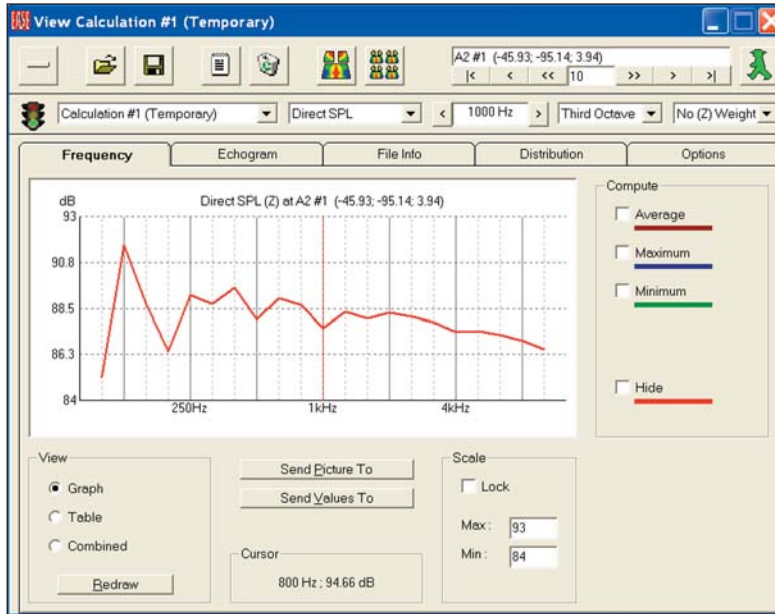 EASE View Calculation #1 (Temporary)
A2 #1 (-45.93; -95.14; 3.94)
|< < << 10 >> > >|
Calculation #1 (Temporary) Direct SPL < 1000 Hz > Third Octave No (Z) Weight
Frequency Echogram File Info Distribution Options
dB Direct SPL (Z) at A2 #1 (-45.93; -95.14; 3.94)
93
90.8
88.5
86.3
84
250Hz 1kHz 4kHz
Compute
Average
Maximum
Minimum
Hide
View
Graph
Table
Combined
Redraw
Send Picture To
Send Values To
Cursor
800 Hz ; 94.66 dB
Scale
Lock
Max : 93
Min : 84